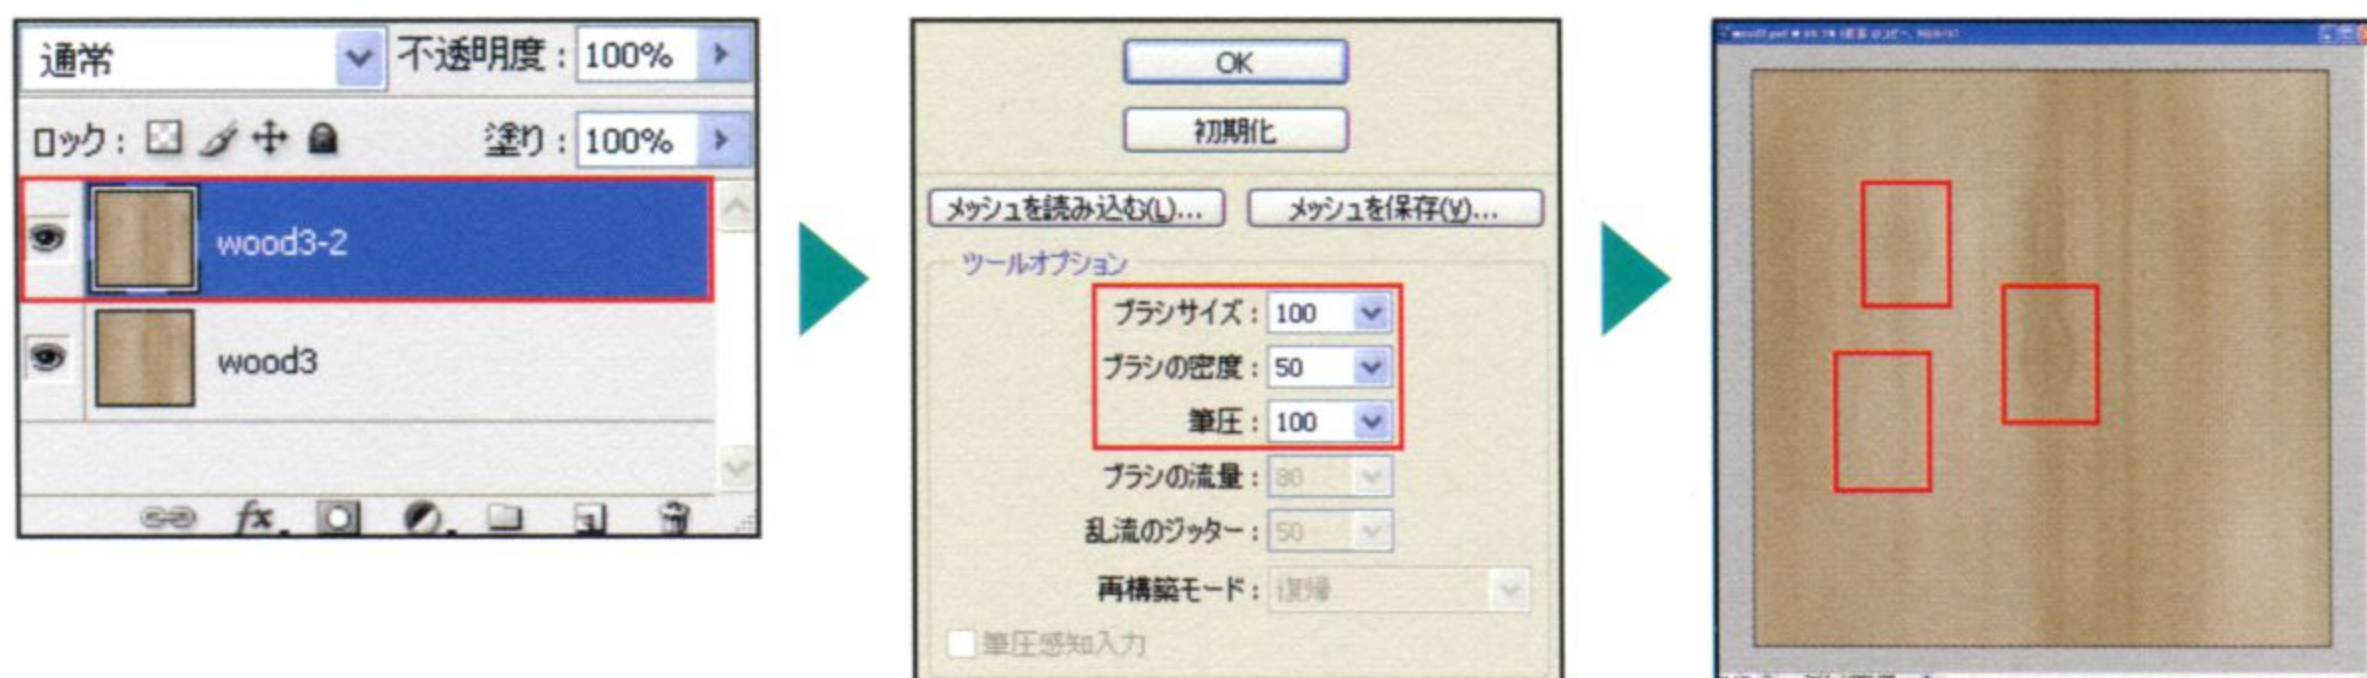 通常 不透明度 : 100%
ロック : 塗り : 100%
wood3-2
wood3
fx.
OK
初期化
メッシュを読み込む(L)...
メッシュを保存(V)...
ツールオプション
ブラシサイズ : 100
ブラシの密度 : 50
筆圧 : 100
ブラシの流量 : 80
乱流のジッター : 50
再構築モード : 復帰
筆圧感知入力